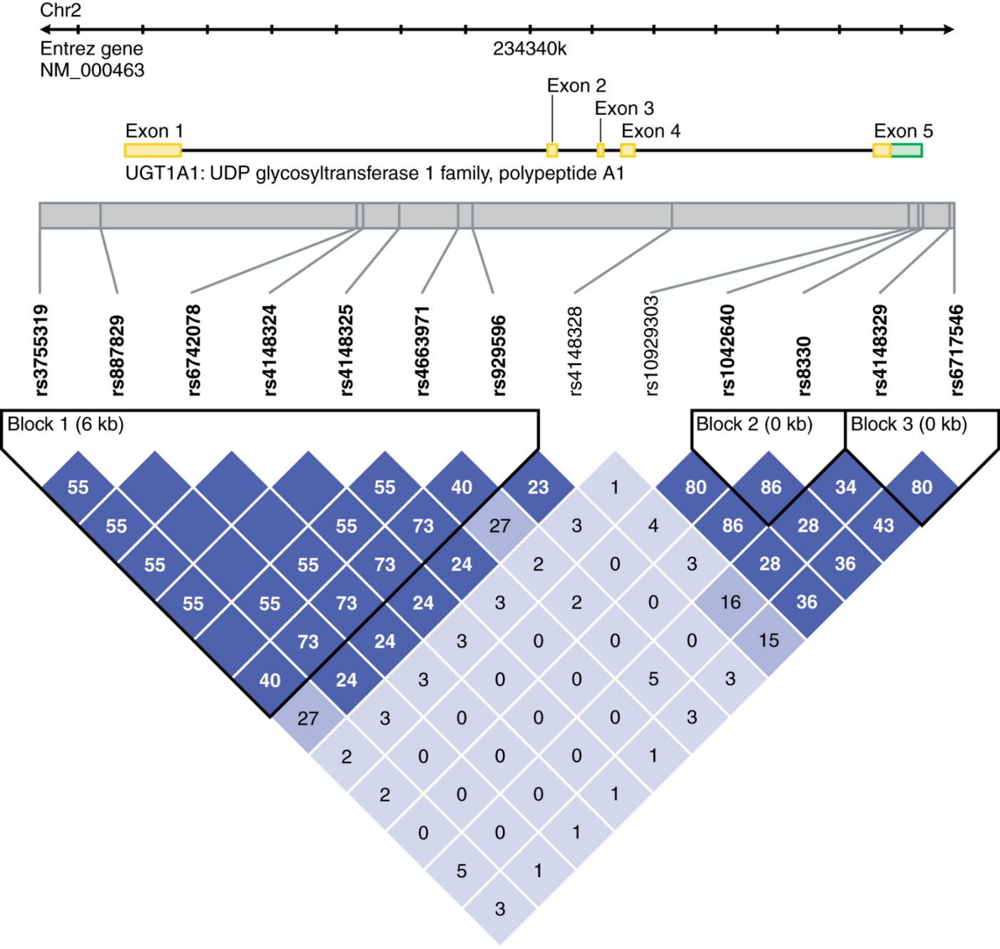 Chr2
Entrez gene
234340k
NM_000463
Exon 2
Exon 3
Exon 1
Exon 4
Exon 5
UGT1A1: UDP glycosyltransferase 1 family, polypeptide A1
rs3755319
rs887829
rs6742078
rs4148324
rs4148325
rs4663971
rs929596
rs4148328
rs10929303
rs1042640
rs8330
rs4148329
rs6717546
Block 1 (6 kb)
Block 2 (0 kb)
Block 3 (0 kb)
55 55 40 23 1 80 86 34 80
55 55 73 27 3 4 86 28 43
55 55 73 24 2 0 3 28 36
55 55 73 24 3 2 0 16 36
73 24 3 0 0 15
40 24 3 0 0 5 3
27 3 0 0 0 3
2 0 0 0 1
2 0 0 1
0 0 1
5 1
3